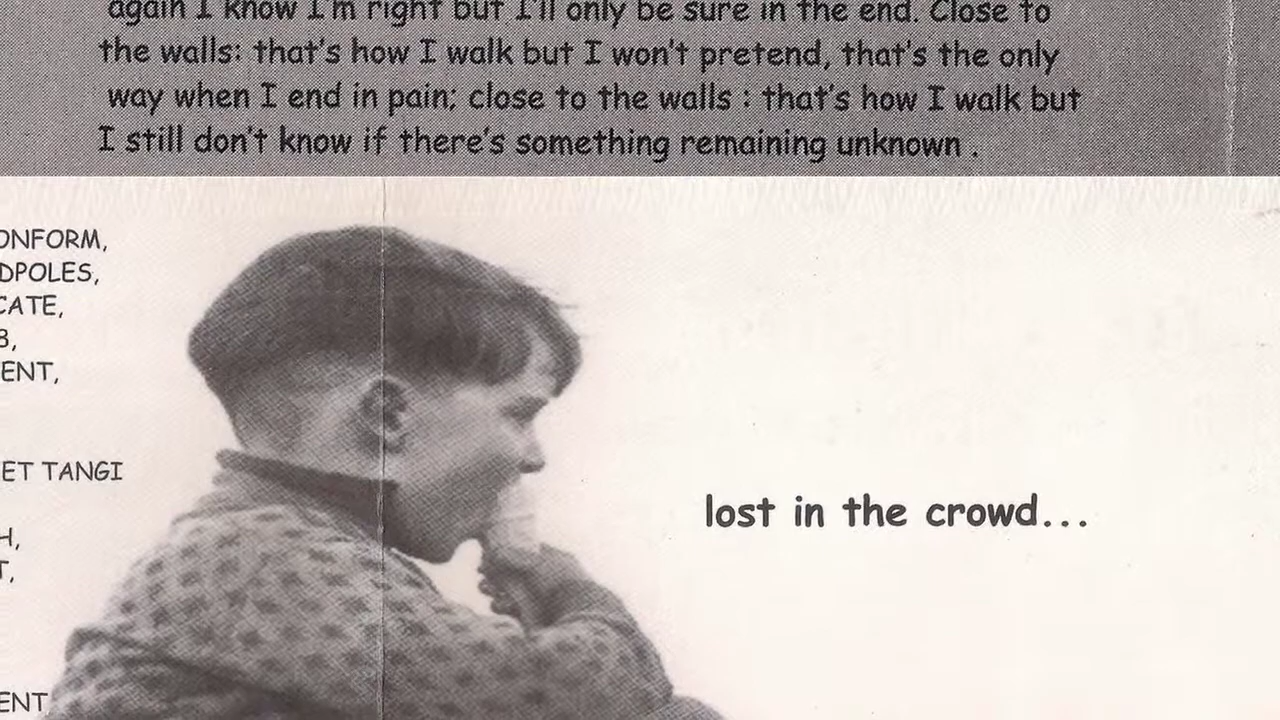 again I know I'm right but I'll only be sure in the end. Close to
the walls: that's how I walk but I won't pretend, that's the only
way when I end in pain; close to the walls : that's how I walk but
I still don't know if there's something remaining unknown .
ONFORM,
DPOLES,
CATE,
B,
ENT,
ET TANGI
H,
T,
ENT
lost in the crowd...